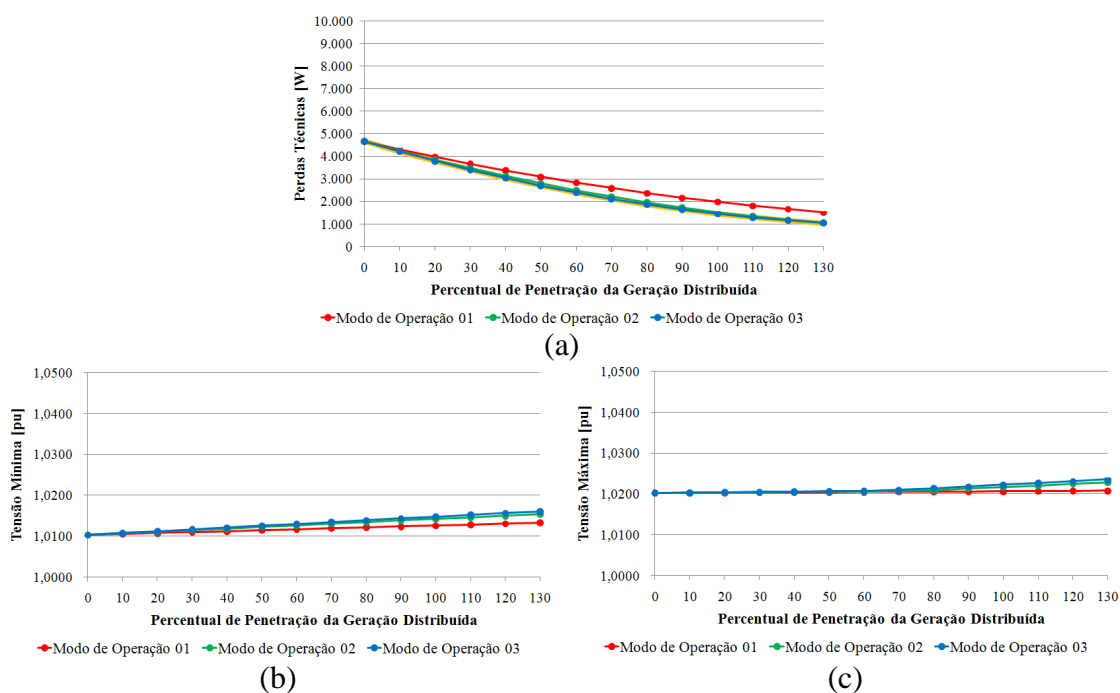 Perdas Técnicas [W]
10.000
9.000
8.000
7.000
6.000
5.000
4.000
3.000
2.000
1.000
0
0 10 20 30 40 50 60 70 80 90 100 110 120 130
Percentual de Penetração da Geração Distribuída
Modo de Operação 01 Modo de Operação 02 Modo de Operação 03
(a)
Tensão Mínima [pu]
1,0500
1,0400
1,0300
1,0200
1,0100
1,0000
0 10 20 30 40 50 60 70 80 90 100 110 120 130
Percentual de Penetração da Geração Distribuída
Modo de Operação 01 Modo de Operação 02 Modo de Operação 03
(b)
Tensão Máxima [pu]
1,0500
1,0400
1,0300
1,0200
1,0100
1,0000
0 10 20 30 40 50 60 70 80 90 100 110 120 130
Percentual de Penetração da Geração Distribuída
Modo de Operação 01 Modo de Operação 02 Modo de Operação 03
(c)